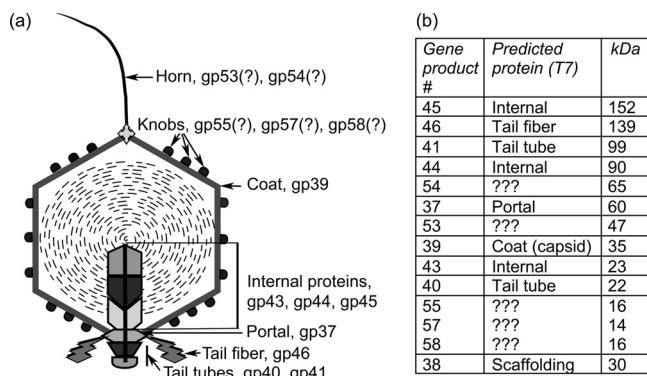 (a)
Horn, gp53(?), gp54(?)
Knobs, gp55(?), gp57(?), gp58(?)
Coat, gp39
Internal proteins,
gp43, gp44, gp45
Portal, gp37
Tail fiber, gp46
Tail tubes, gp40, gp41
(b)
Gene product # Predicted protein (T7) kDa
45 Internal 152
46 Tail fiber 139
41 Tail tube 99
44 Internal 90
54 ??? 65
37 Portal 60
53 ??? 47
39 Coat (capsid) 35
43 Internal 23
40 Tail tube 22
55 ??? 16
57 ??? 14
58 ??? 16
38 Scaffolding 30